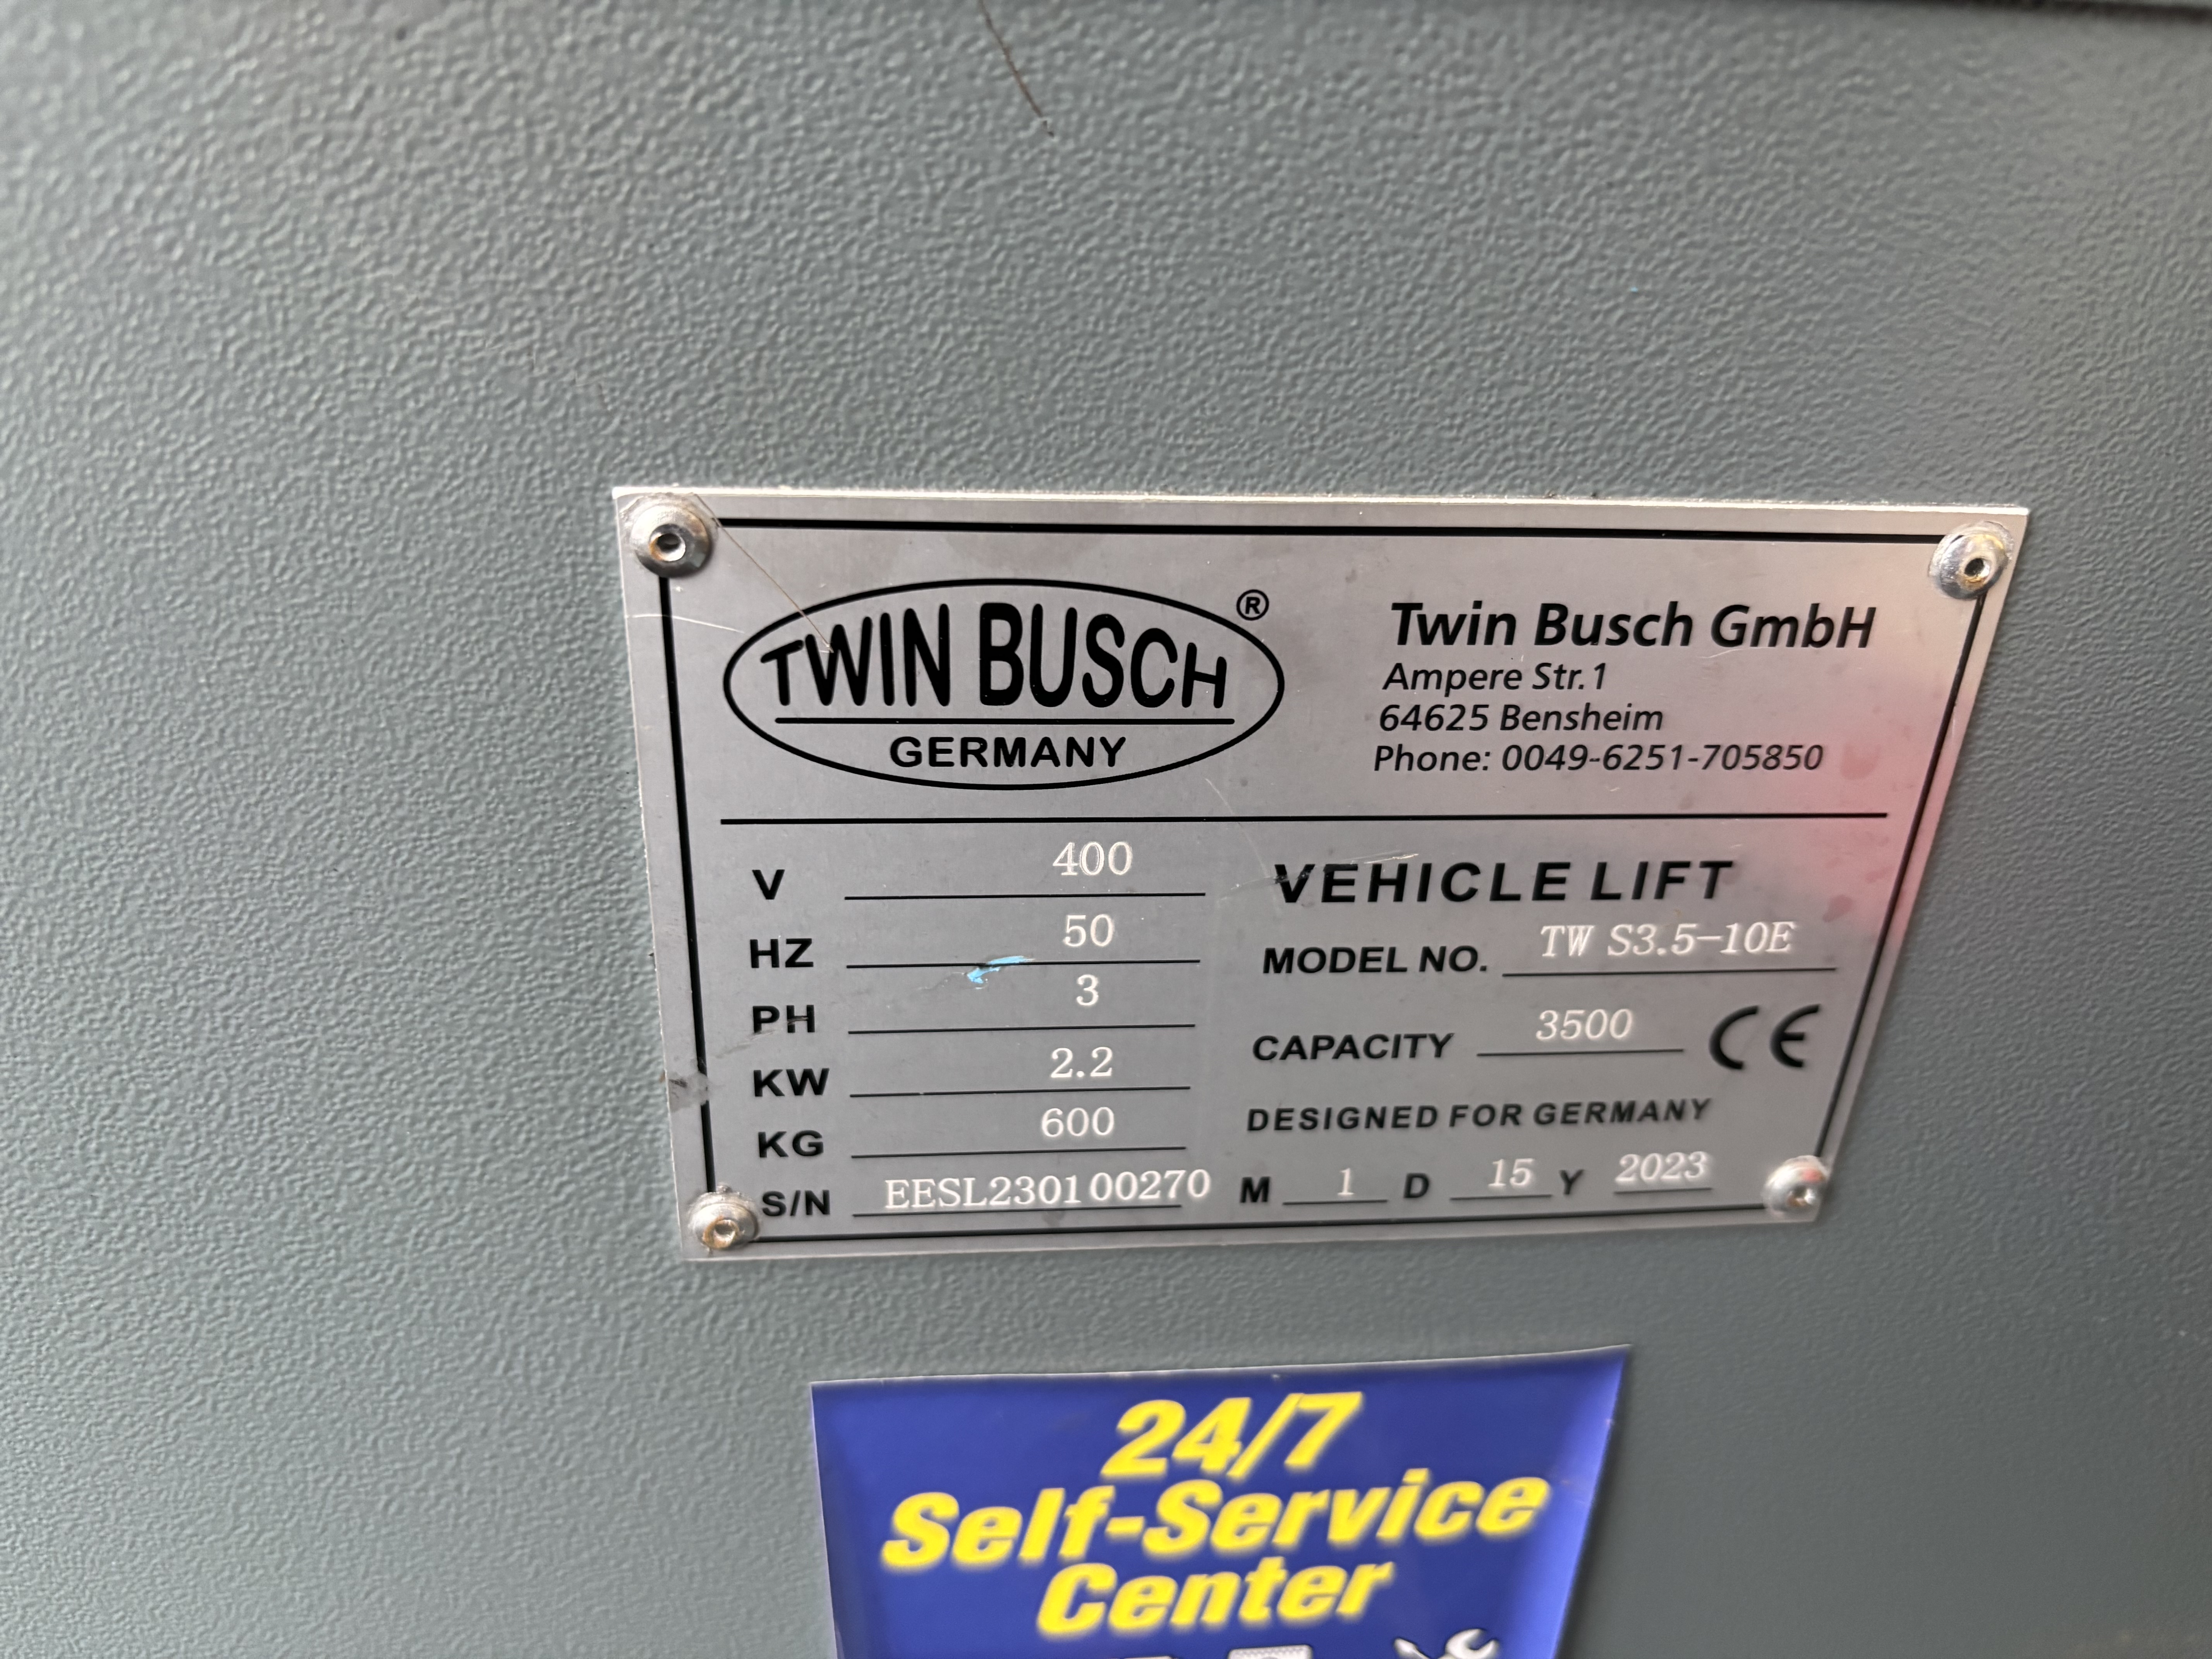 TWIN BUSCH ®
GERMANY
Twin Busch GmbH
Ampere Str.1
64625 Bensheim
Phone: 0049-6251-705850
V 400
HZ 50
PH 3
KW 2.2
KG 600
S/N EESL230100270
VEHICLE LIFT
MODEL NO. TW S3.5-10E
CAPACITY 3500 CE
DESIGNED FOR GERMANY
M 1 D 15 Y 2023
24/7
Self-Service
Center